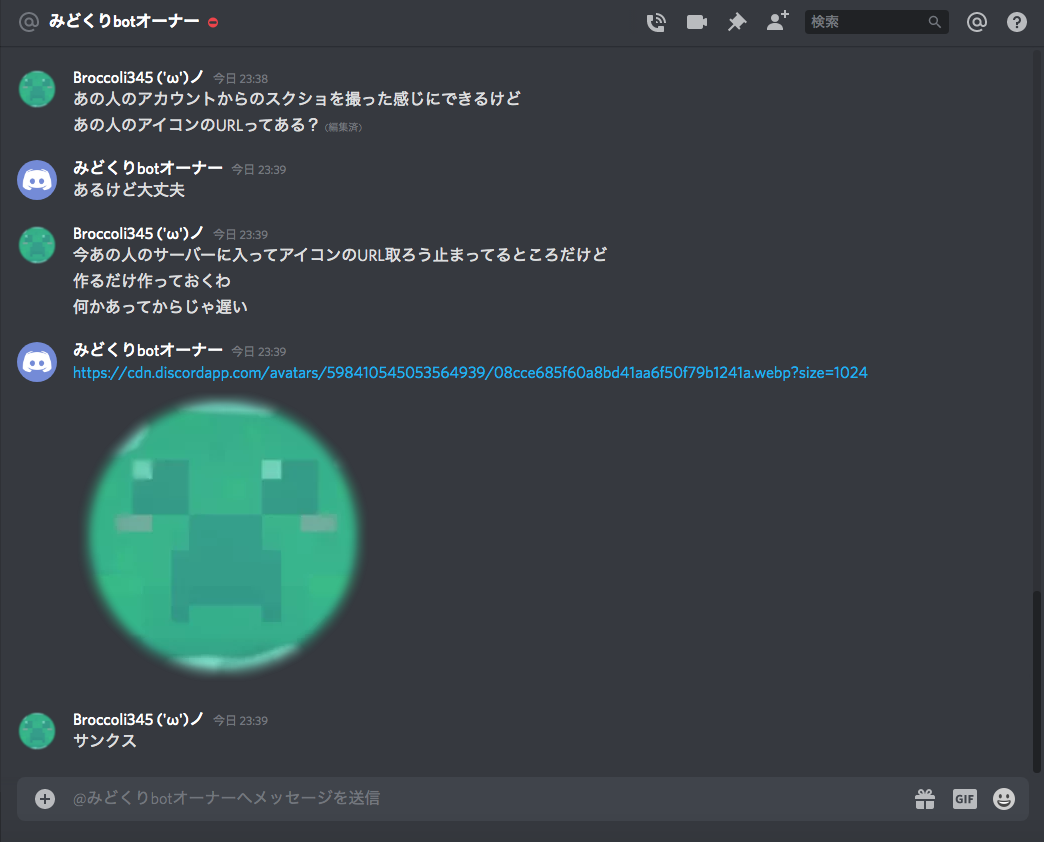 @ みどくりbotオーナー
検索
Broccoli345 ('ω')ノ 今日 23:38
あの人のアカウントからのスクショを撮った感じにできるけど
あの人のアイコンのURLってある？ (編集済)
みどくりbotオーナー 今日 23:39
あるけど大丈夫
Broccoli345 ('ω')ノ 今日 23:39
今あの人のサーバーに入ってアイコンのURL取ろう止まってるところだけど
作るだけ作っておくわ
何かあってからじゃ遅い
みどくりbotオーナー 今日 23:39
https://cdn.discordapp.com/avatars/598410545053564939/08cce685f60a8bd41aa6f50f79b1241a.webp?size=1024
Broccoli345 ('ω')ノ 今日 23:39
サンクス
@みどくりbotオーナーへメッセージを送信
GIF